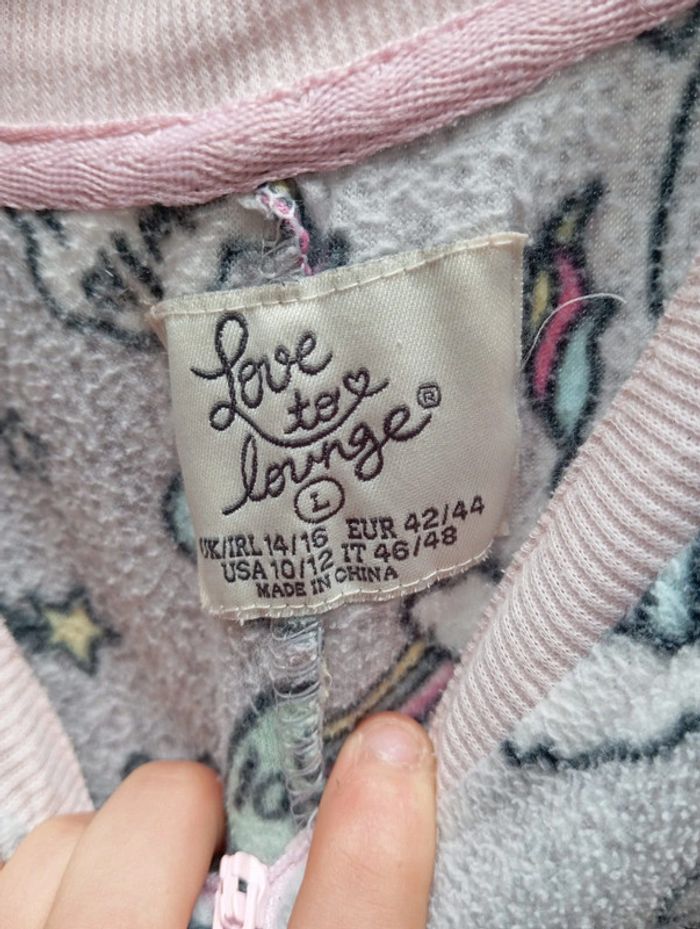 Love
to
lounge®
L
UK/IRL 14/16 EUR 42/44
USA 10/12 IT 46/48
MADE IN CHINA